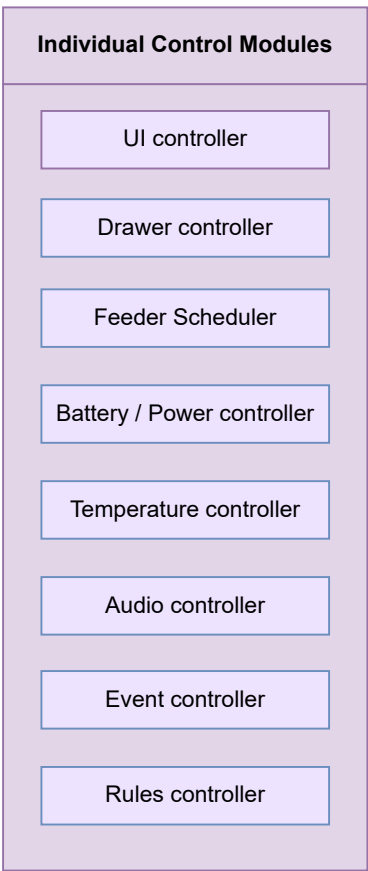 Individual Control Modules
UI controller
Drawer controller
Feeder Scheduler
Battery / Power controller
Temperature controller
Audio controller
Event controller
Rules controller